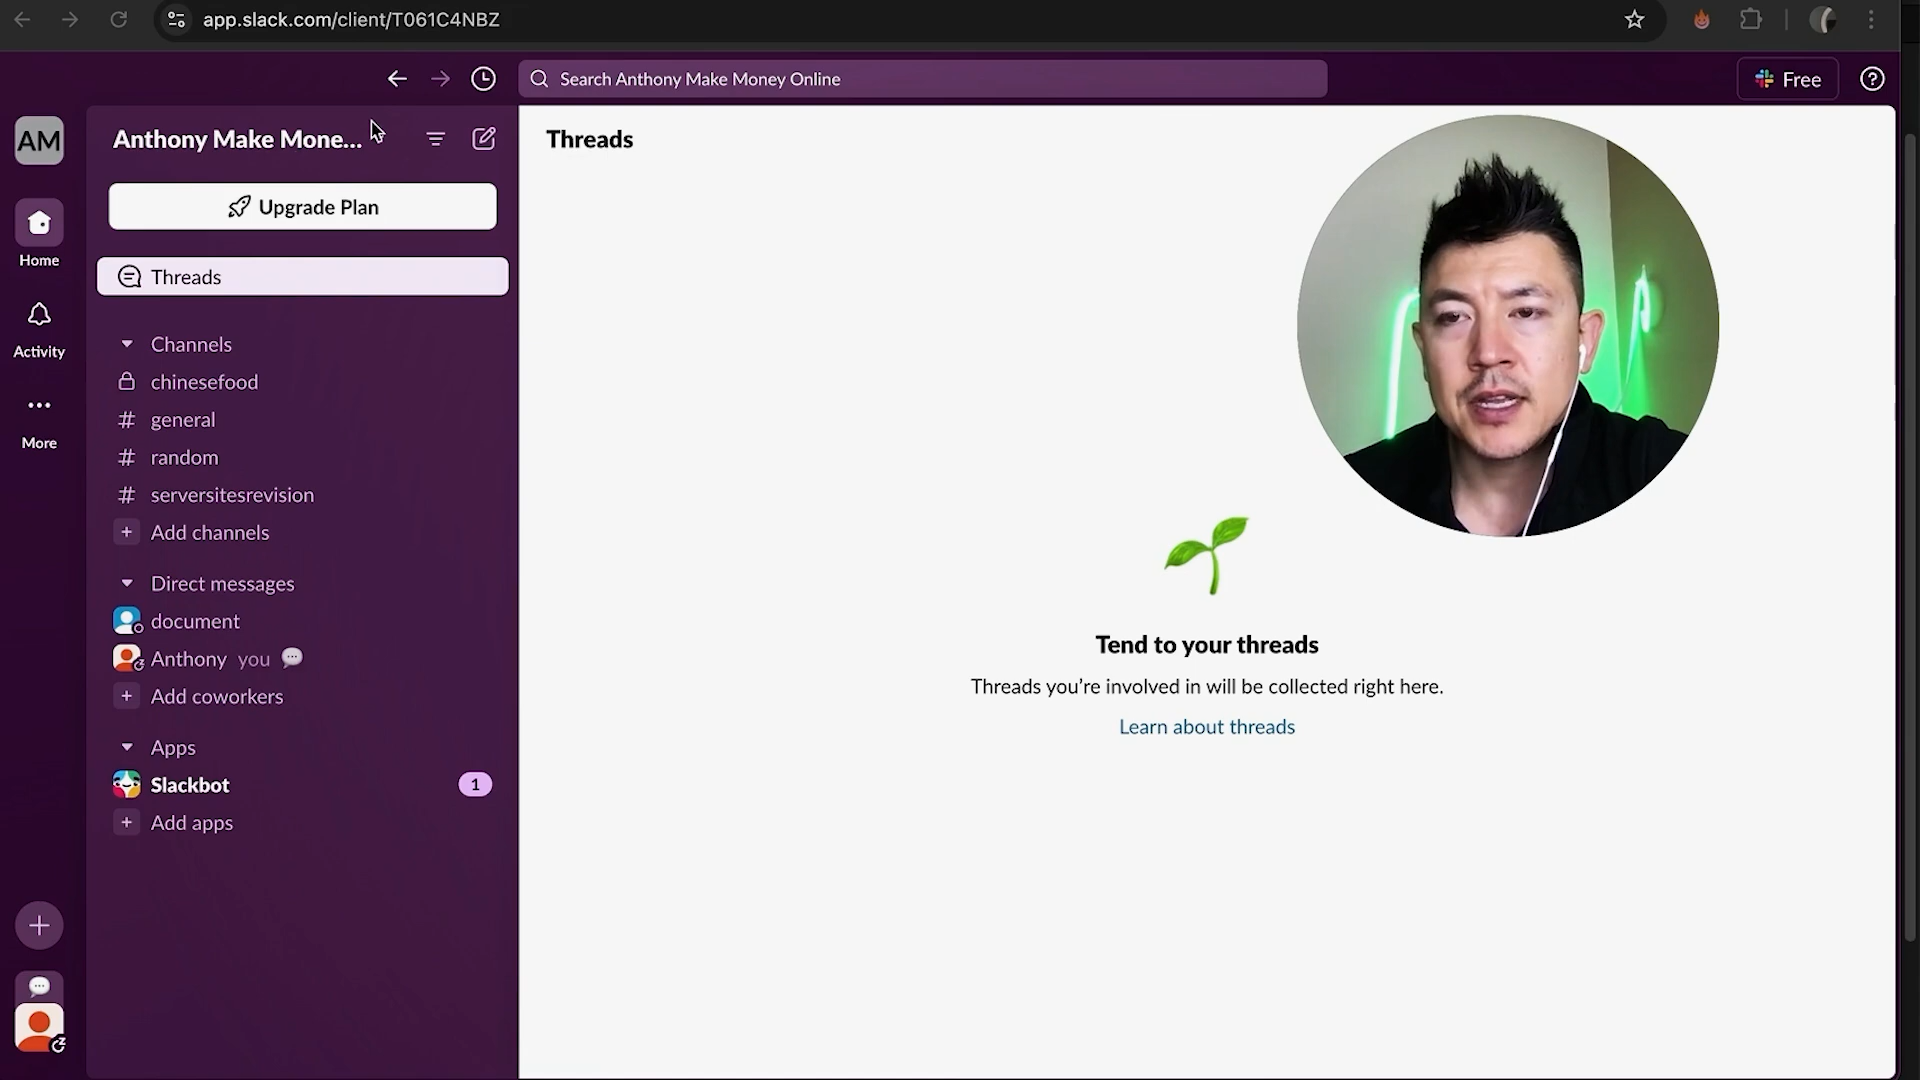 app.slack.com/client/T061C4NBZ
Search Anthony Make Money Online
Free
AM
Anthony Make Mone...
Upgrade Plan
Home
Activity
More
Threads
Channels
chinesefood
general
random
serversitesrevision
Add channels
Direct messages
document
Anthony you
Add coworkers
Apps
Slackbot 1
Add apps
Threads
Tend to your threads
Threads you’re involved in will be collected right here.
Learn about threads